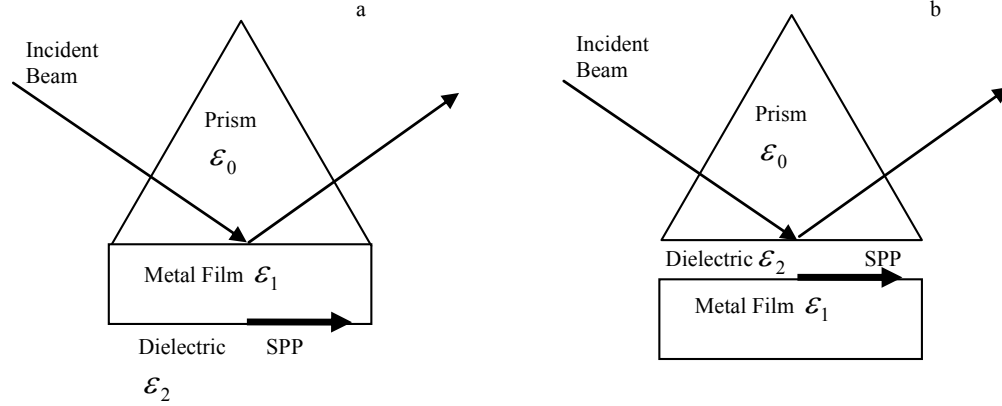 a
Incident
Beam
Prism
ε₀
Metal Film ε₁
Dielectric SPP
ε₂
b
Incident
Beam
Prism
ε₀
Dielectric ε₂ SPP
Metal Film ε₁